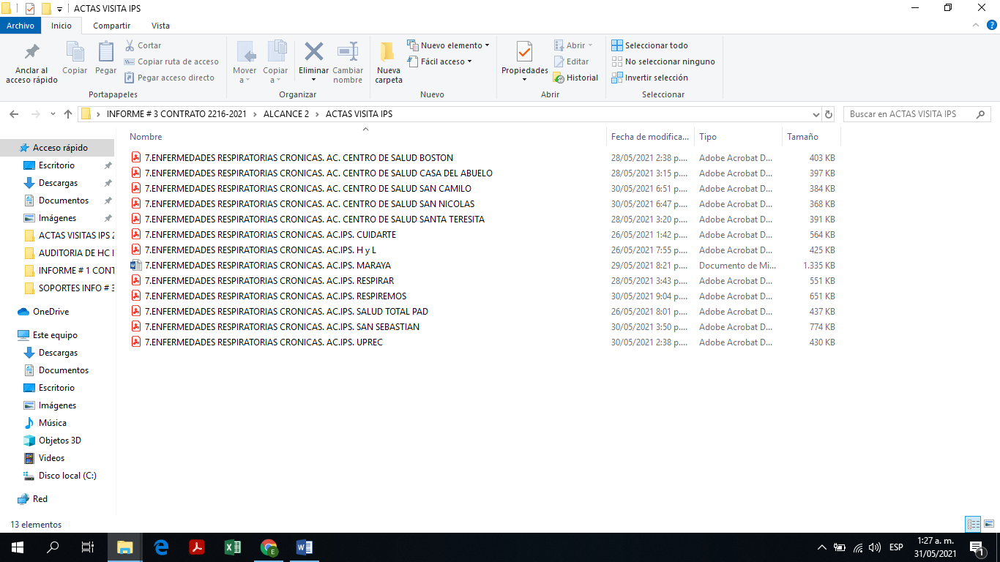 ACTAS VISITA IPS
Archivo Inicio Compartir Vista
Anclar al acceso rápido
Copiar
Pegar
Cortar
Copiar ruta de acceso
Pegar acceso directo
Portapapeles
Mover a
Copiar a
Eliminar
Cambiar nombre
Organizar
Nueva carpeta
Nuevo elemento
Fácil acceso
Nuevo
Propiedades
Abrir
Editar
Historial
Abrir
Seleccionar todo
No seleccionar ninguno
Invertir selección
Seleccionar
INFORME # 3 CONTRATO 2216-2021 > ALCANCE 2 > ACTAS VISITA IPS
Buscar en ACTAS VISITA IPS
Acceso rápido
Escritorio
Descargas
Documentos
Imágenes
ACTAS VISITAS IPS 2
AUDITORIA DE HC I
INFORME # 1 CONT
SOPORTES INFO # 3
OneDrive
Este equipo
Descargas
Documentos
Escritorio
Imágenes
Música
Objetos 3D
Videos
Disco local (C:)
Red
Nombre Fecha de modifica... Tipo Tamaño
7.ENFERMEDADES RESPIRATORIAS CRONICAS. AC. CENTRO DE SALUD BOSTON 28/05/2021 2:38 p.... Adobe Acrobat D... 403 KB
7.ENFERMEDADES RESPIRATORIAS CRONICAS. AC. CENTRO DE SALUD CASA DEL ABUELO 28/05/2021 3:15 p.... Adobe Acrobat D... 397 KB
7.ENFERMEDADES RESPIRATORIAS CRONICAS. AC. CENTRO DE SALUD SAN CAMILO 30/05/2021 6:51 p.... Adobe Acrobat D... 384 KB
7.ENFERMEDADES RESPIRATORIAS CRONICAS. AC. CENTRO DE SALUD SAN NICOLAS 30/05/2021 6:47 p.... Adobe Acrobat D... 368 KB
7.ENFERMEDADES RESPIRATORIAS CRONICAS. AC. CENTRO DE SALUD SANTA TERESITA 28/05/2021 3:20 p.... Adobe Acrobat D... 391 KB
7.ENFERMEDADES RESPIRATORIAS CRONICAS. AC.IPS. CUIDARTE 26/05/2021 1:42 p.... Adobe Acrobat D... 564 KB
7.ENFERMEDADES RESPIRATORIAS CRONICAS. AC.IPS. H y L 26/05/2021 7:55 p.... Adobe Acrobat D... 425 KB
7.ENFERMEDADES RESPIRATORIAS CRONICAS. AC.IPS. MARAYA 29/05/2021 8:21 p.... Documento de Mi... 1.335 KB
7.ENFERMEDADES RESPIRATORIAS CRONICAS. AC.IPS. RESPIRAR 28/05/2021 3:43 p.... Adobe Acrobat D... 551 KB
7.ENFERMEDADES RESPIRATORIAS CRONICAS. AC.IPS. RESPIREMOS 30/05/2021 9:04 p.... Adobe Acrobat D... 651 KB
7.ENFERMEDADES RESPIRATORIAS CRONICAS. AC.IPS. SALUD TOTAL PAD 26/05/2021 8:01 p.... Adobe Acrobat D... 437 KB
7.ENFERMEDADES RESPIRATORIAS CRONICAS. AC.IPS. SAN SEBASTIAN 30/05/2021 3:50 p.... Adobe Acrobat D... 774 KB
7.ENFERMEDADES RESPIRATORIAS CRONICAS. AC.IPS. UPREC 30/05/2021 2:38 p.... Adobe Acrobat D... 430 KB
13 elementos
ESP
1:27 a. m.
31/05/2021
1